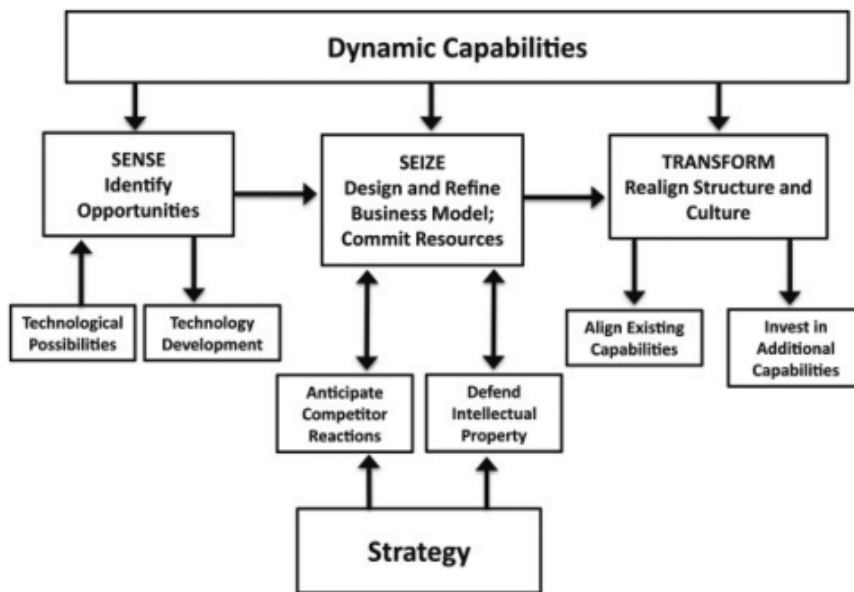 Dynamic Capabilities
SENSE
Identify
Opportunities
SEIZE
Design and Refine
Business Model;
Commit Resources
TRANSFORM
Realign Structure and
Culture
Technological
Possibilities
Technology
Development
Align Existing
Capabilities
Invest in
Additional
Capabilities
Anticipate
Competitor
Reactions
Defend
Intellectual
Property
Strategy